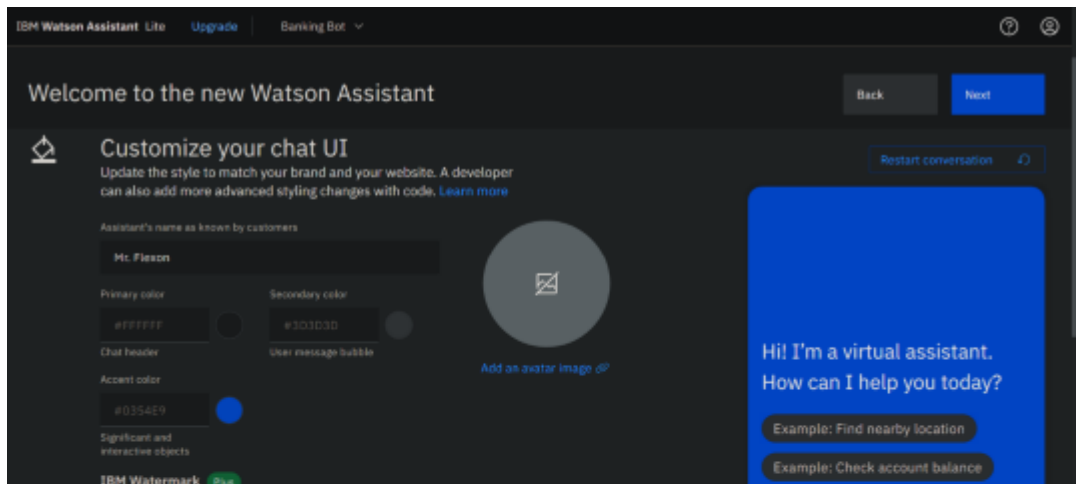 IBM Watson Assistant Lite Upgrade Banking Bot
Welcome to the new Watson Assistant
Back
Next
Customize your chat UI
Update the style to match your brand and your website. A developer
can also add more advanced styling changes with code. Learn more
Restart conversation
Assistant's name as known by customers
Mr. Flexon
Primary color
Secondary color
#FFFFFF
#3D3D3D
Chat header
User message bubble
Add an avatar image
Accent color
#0354E9
Significant and
interactive objects
IBM Watermark Plus
Hi! I'm a virtual assistant.
How can I help you today?
Example: Find nearby location
Example: Check account balance